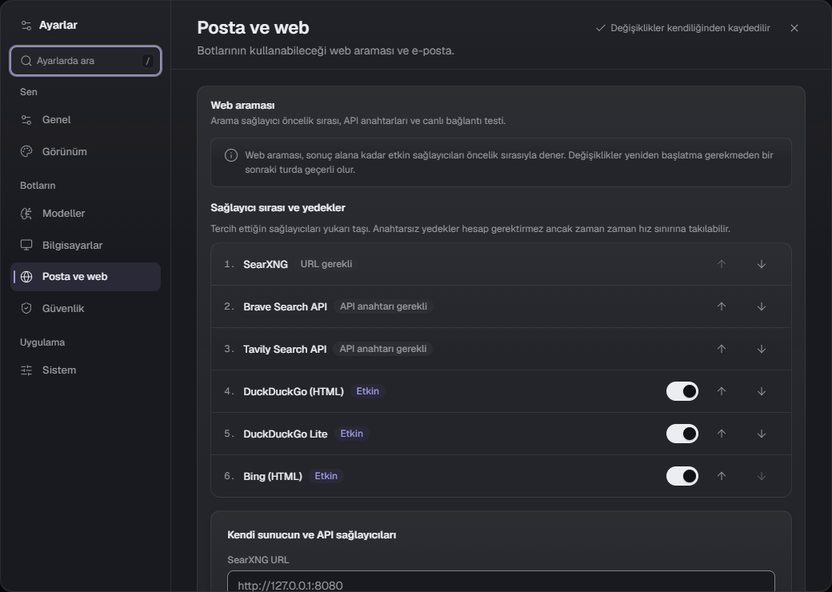 Ayarlar
Ayarlarda ara /
Sen
Genel
Görünüm
Botların
Modeller
Bilgisayarlar
Posta ve web
Güvenlik
Uygulama
Sistem
Posta ve web
Değişiklikler kendiliğinden kaydedilir
Botlarının kullanabileceği web araması ve e-posta.
Web araması
Arama sağlayıcı öncelik sırası, API anahtarları ve canlı bağlantı testi.
Web araması, sonuç alana kadar etkin sağlayıcıları öncelik sırasıyla dener. Değişiklikler yeniden başlatma gerekmeden bir
sonraki turda geçerli olur.
Sağlayıcı sırası ve yedekler
Tercih ettiğin sağlayıcıları yukarı taşı. Anahtarsız yedekler hesap gerektirmez ancak zaman zaman hız sınırına takılabilir.
1. SearXNG URL gerekli
2. Brave Search API API anahtarı gerekli
3. Tavily Search API API anahtarı gerekli
4. DuckDuckGo (HTML) Etkin
5. DuckDuckGo Lite Etkin
6. Bing (HTML) Etkin
Kendi sunucun ve API sağlayıcıları
SearXNG URL
http://127.0.0.1:8080